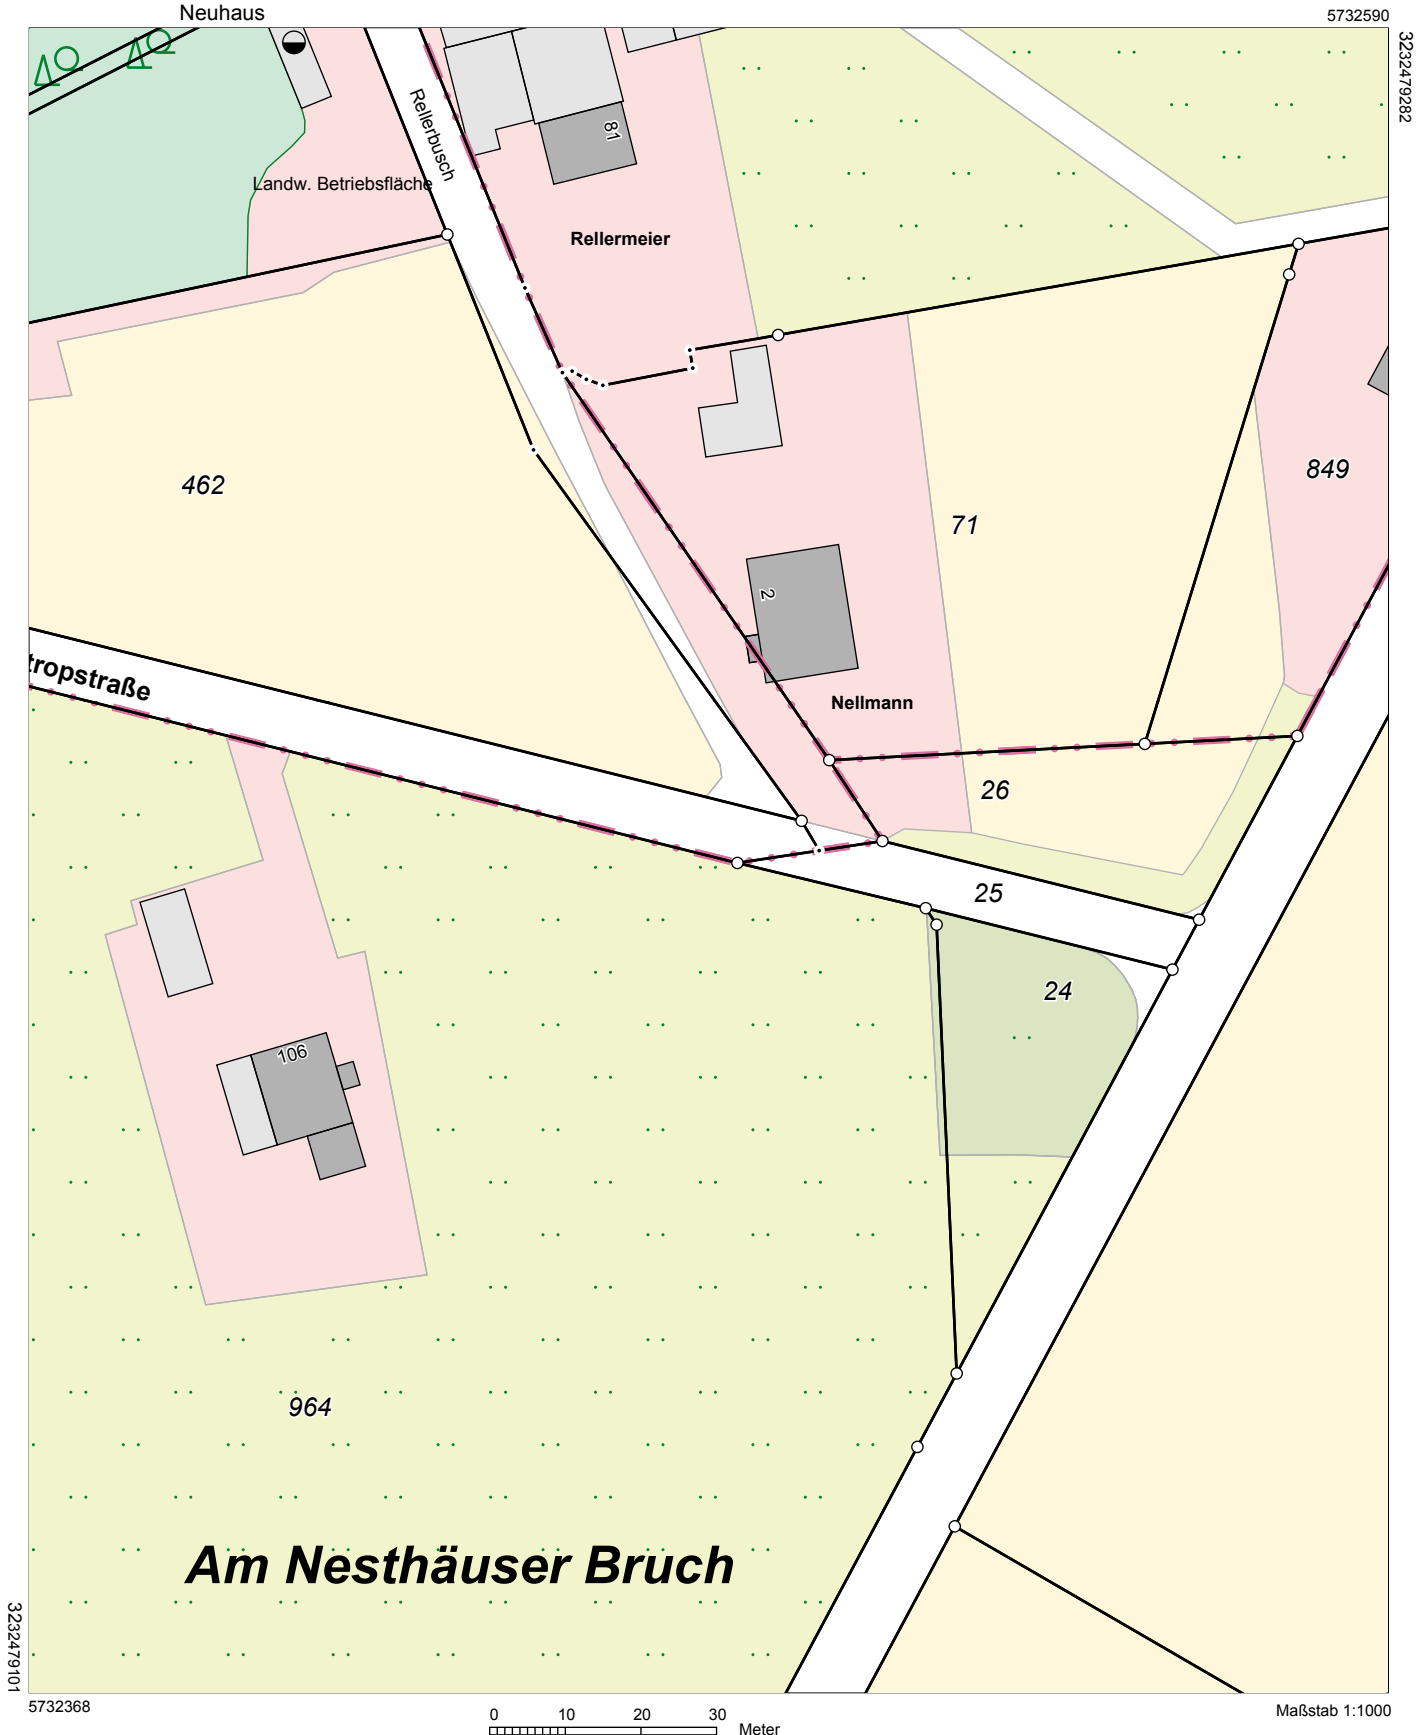 Neuhaus
5732590
3232479282
Rellerbusch
81
Landw. Betriebsfläche
Rellermeier
849
462
71
2
tropstraße
Nellmann
26
25
24
106
964
Am Nesthäuser Bruch
3232479101
5732368
0 10 20 30
Meter
Maßstab 1:1000